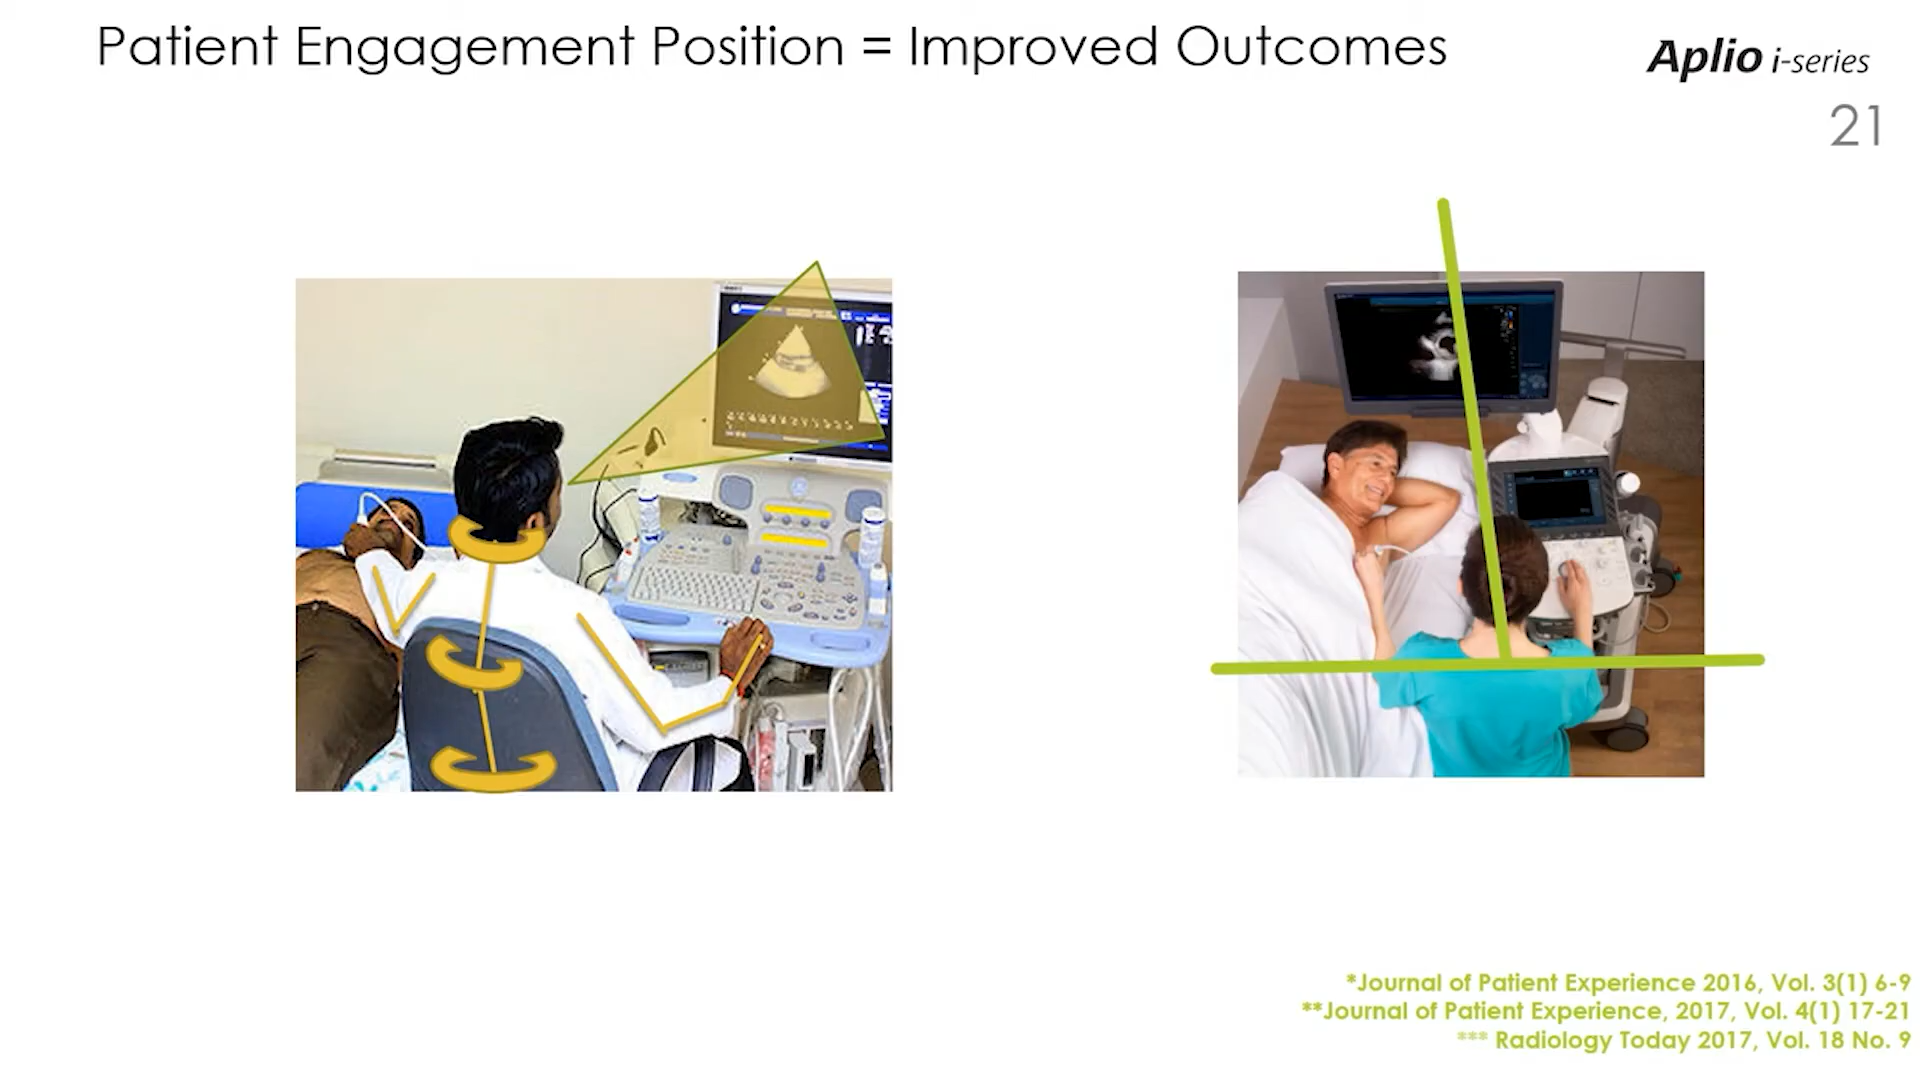 Patient Engagement Position = Improved Outcomes
Aplio i-series
21
*Journal of Patient Experience 2016, Vol. 3(1) 6-9
**Journal of Patient Experience, 2017, Vol. 4(1) 17-21
*** Radiology Today 2017, Vol. 18 No. 9